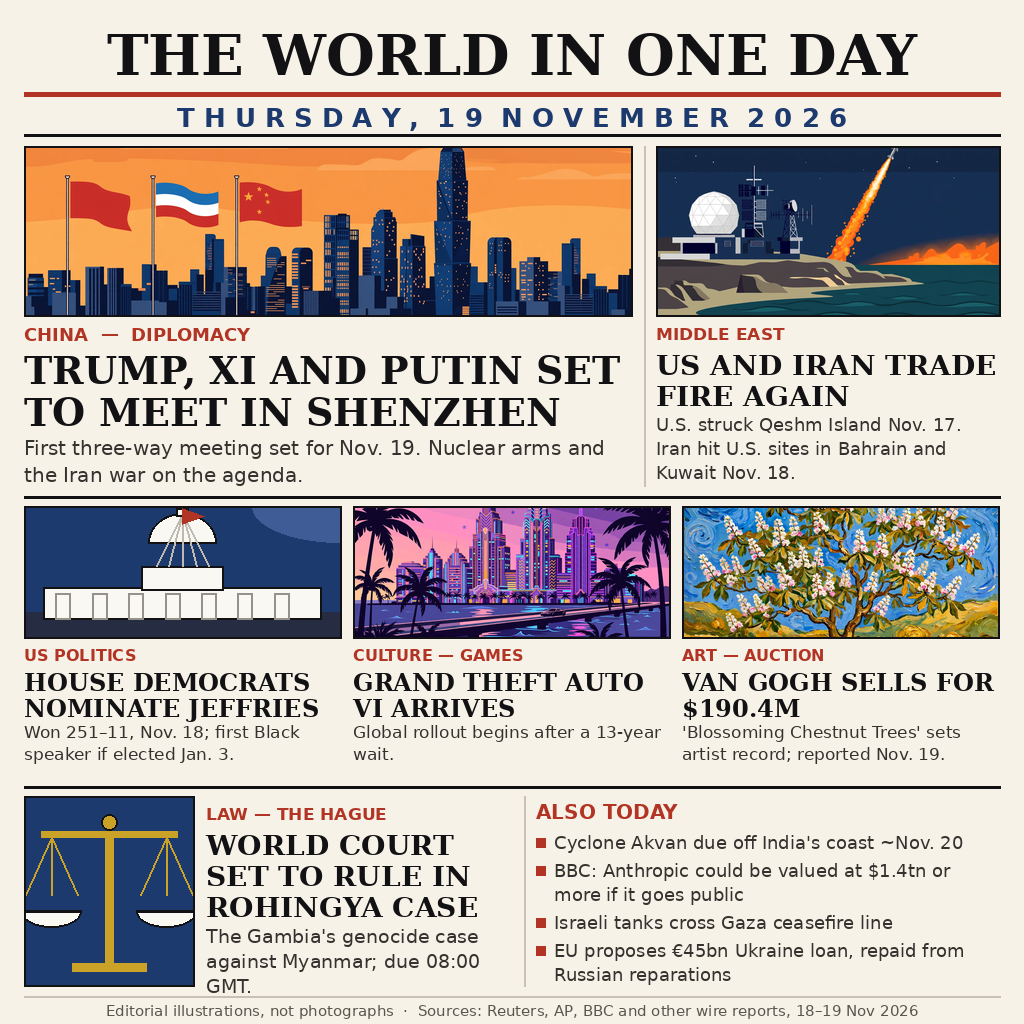 THE WORLD IN ONE DAY
THURSDAY, 19 NOVEMBER 2026
CHINA — DIPLOMACY
TRUMP, XI AND PUTIN SET
TO MEET IN SHENZHEN
First three-way meeting set for Nov. 19. Nuclear arms and
the Iran war on the agenda.
MIDDLE EAST
US AND IRAN TRADE
FIRE AGAIN
U.S. struck Qeshm Island Nov. 17.
Iran hit U.S. sites in Bahrain and
Kuwait Nov. 18.
US POLITICS
HOUSE DEMOCRATS
NOMINATE JEFFRIES
Won 251–11, Nov. 18; first Black
speaker if elected Jan. 3.
CULTURE — GAMES
GRAND THEFT AUTO
VI ARRIVES
Global rollout begins after a 13-year
wait.
ART — AUCTION
VAN GOGH SELLS FOR
$190.4M
'Blossoming Chestnut Trees' sets
artist record; reported Nov. 19.
LAW — THE HAGUE
WORLD COURT
SET TO RULE IN
ROHINGYA CASE
The Gambia's genocide case
against Myanmar; due 08:00
GMT.
ALSO TODAY
Cyclone Akvan due off India's coast ~Nov. 20
BBC: Anthropic could be valued at $1.4tn or
more if it goes public
Israeli tanks cross Gaza ceasefire line
EU proposes €45bn Ukraine loan, repaid from
Russian reparations
Editorial illustrations, not photographs · Sources: Reuters, AP, BBC and other wire reports, 18–19 Nov 2026